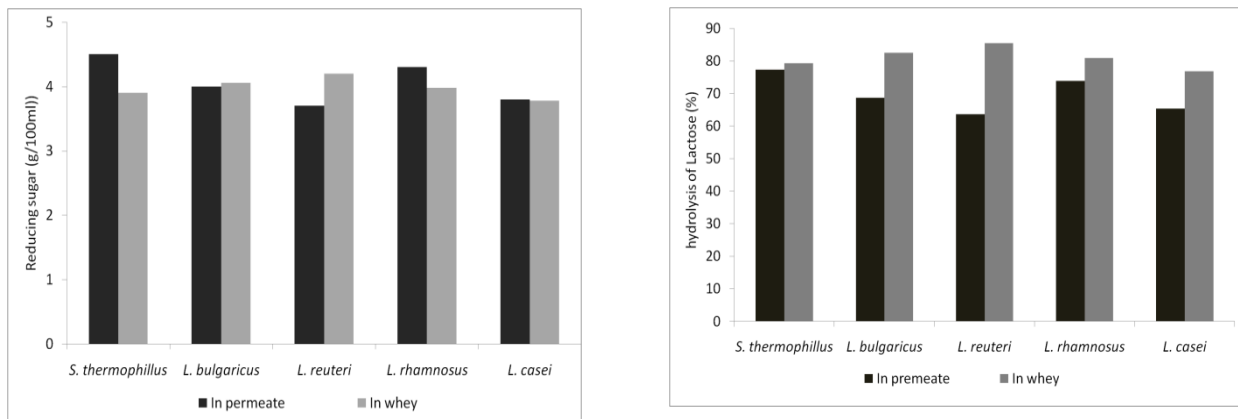 Reducing sugar (g/100ml))
5
4
3
2
1
0
S. thermophillus L. bulgaricus L. reuteri L. rhamnosus L. casei
In permeate In whey
hydrolysis of Lactose (%)
90
80
70
60
50
40
30
20
10
0
S. thermophillus L. bulgaricus L. reuteri L. rhamnosus L. casei
In premeate In whey